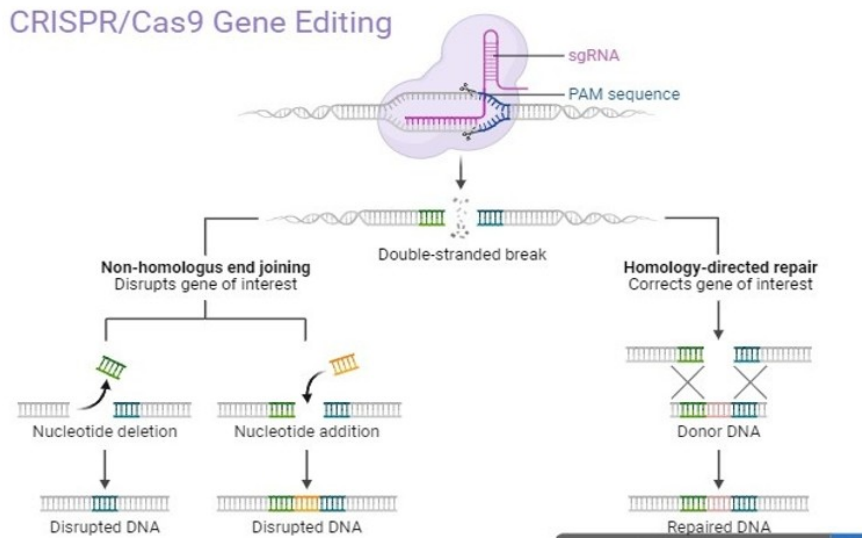 CRISPR/Cas9 Gene Editing
sgRNA
PAM sequence
Double-stranded break
Non-homologus end joining
Disrupts gene of interest
Homology-directed repair
Corrects gene of interest
Nucleotide deletion
Nucleotide addition
Donor DNA
Disrupted DNA
Disrupted DNA
Repaired DNA